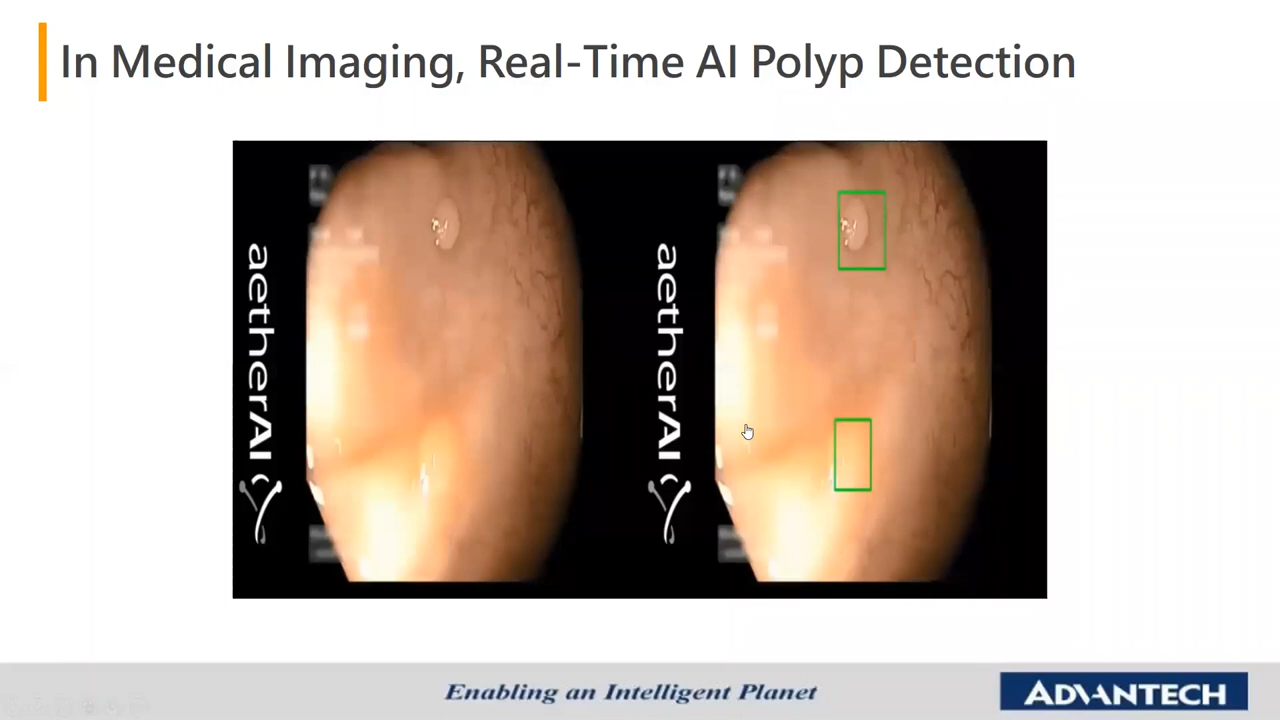 In Medical Imaging, Real-Time AI Polyp Detection
aetherAI
aetherAI
Enabling an Intelligent Planet
ADVANTECH